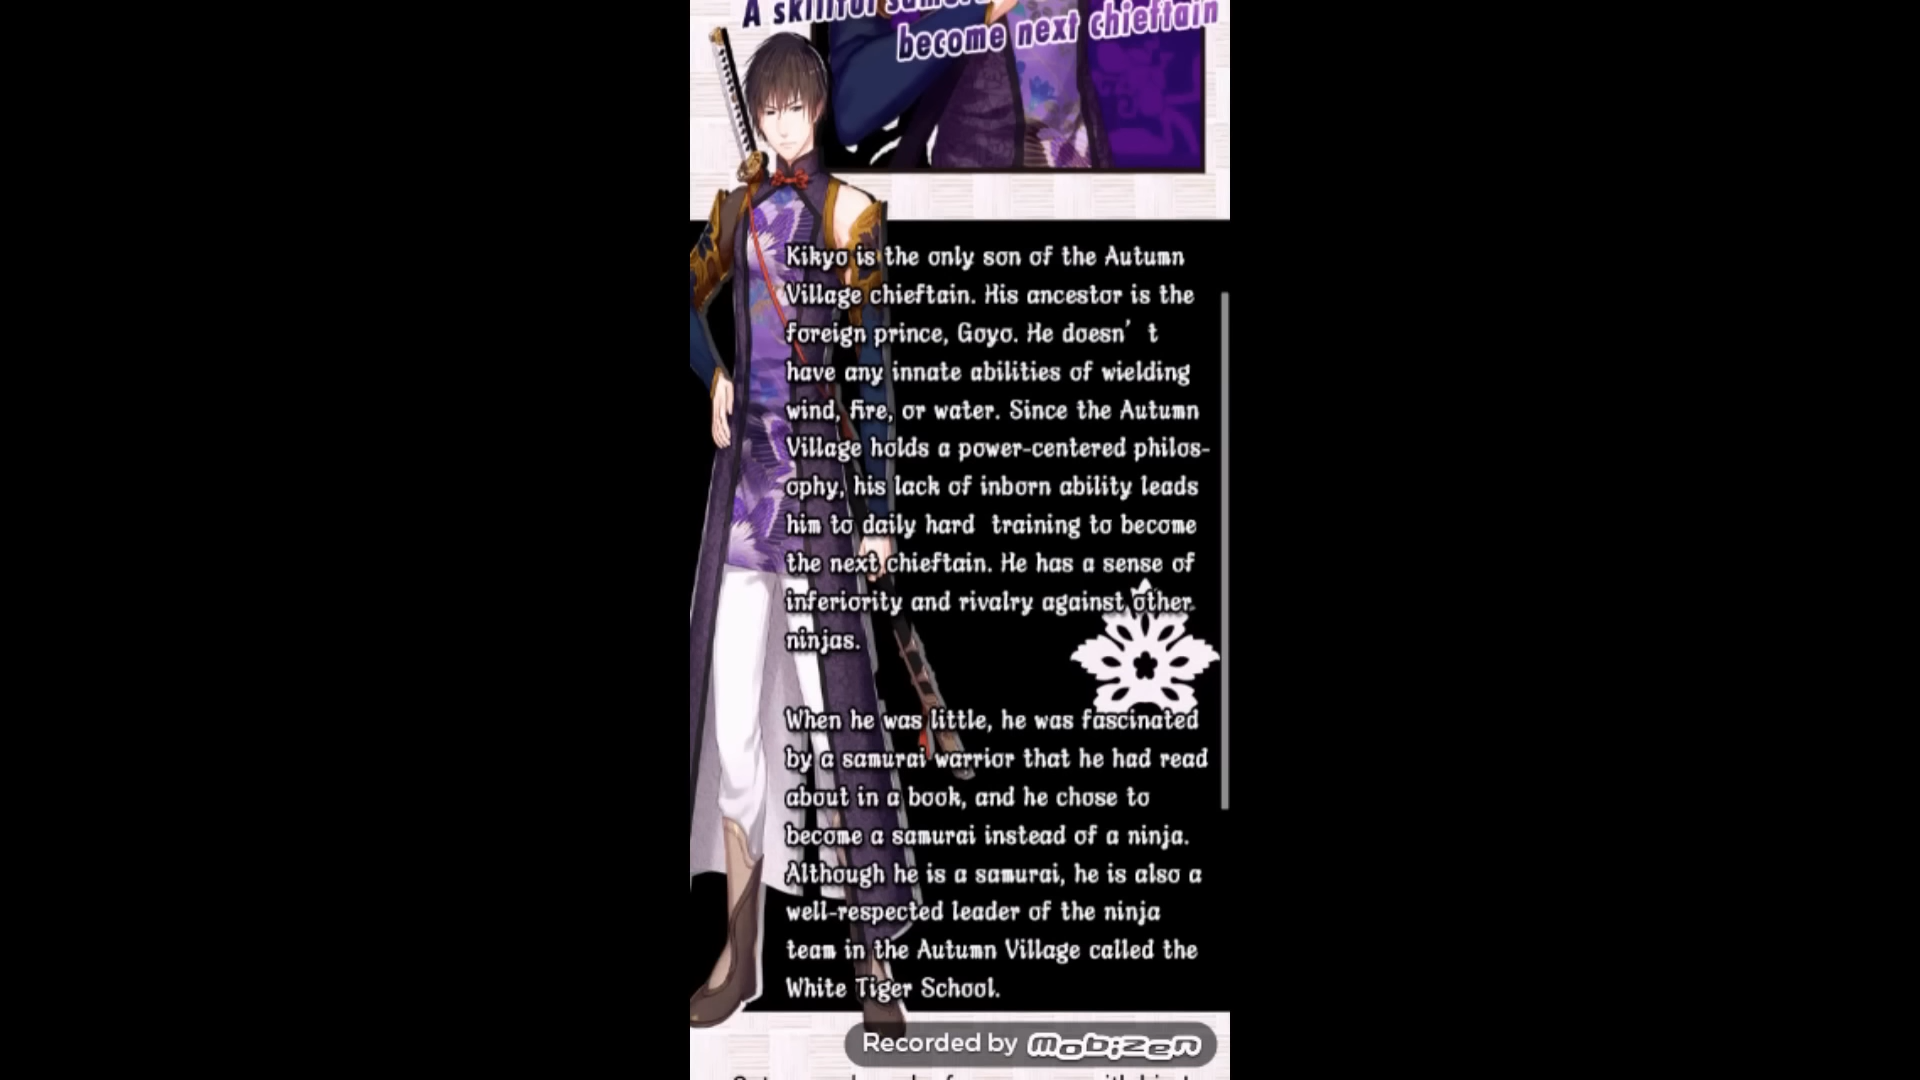 A skillful
become next chieftain
Kikyo is the only son of the Autumn
Village chieftain. His ancestor is the
foreign prince, Goyo. He doesn’t
have any innate abilities of wielding
wind, fire, or water. Since the Autumn
Village holds a power-centered philos-
ophy, his lack of inborn ability leads
him to daily hard training to become
the next chieftain. He has a sense of
inferiority and rivalry against other
ninjas.
When he was little, he was fascinated
by a samurai warrior that he had read
about in a book, and he chose to
become a samurai instead of a ninja.
Although he is a samurai, he is also a
well-respected leader of the ninja
team in the Autumn Village called the
White Tiger School.
Recorded by Mobizen